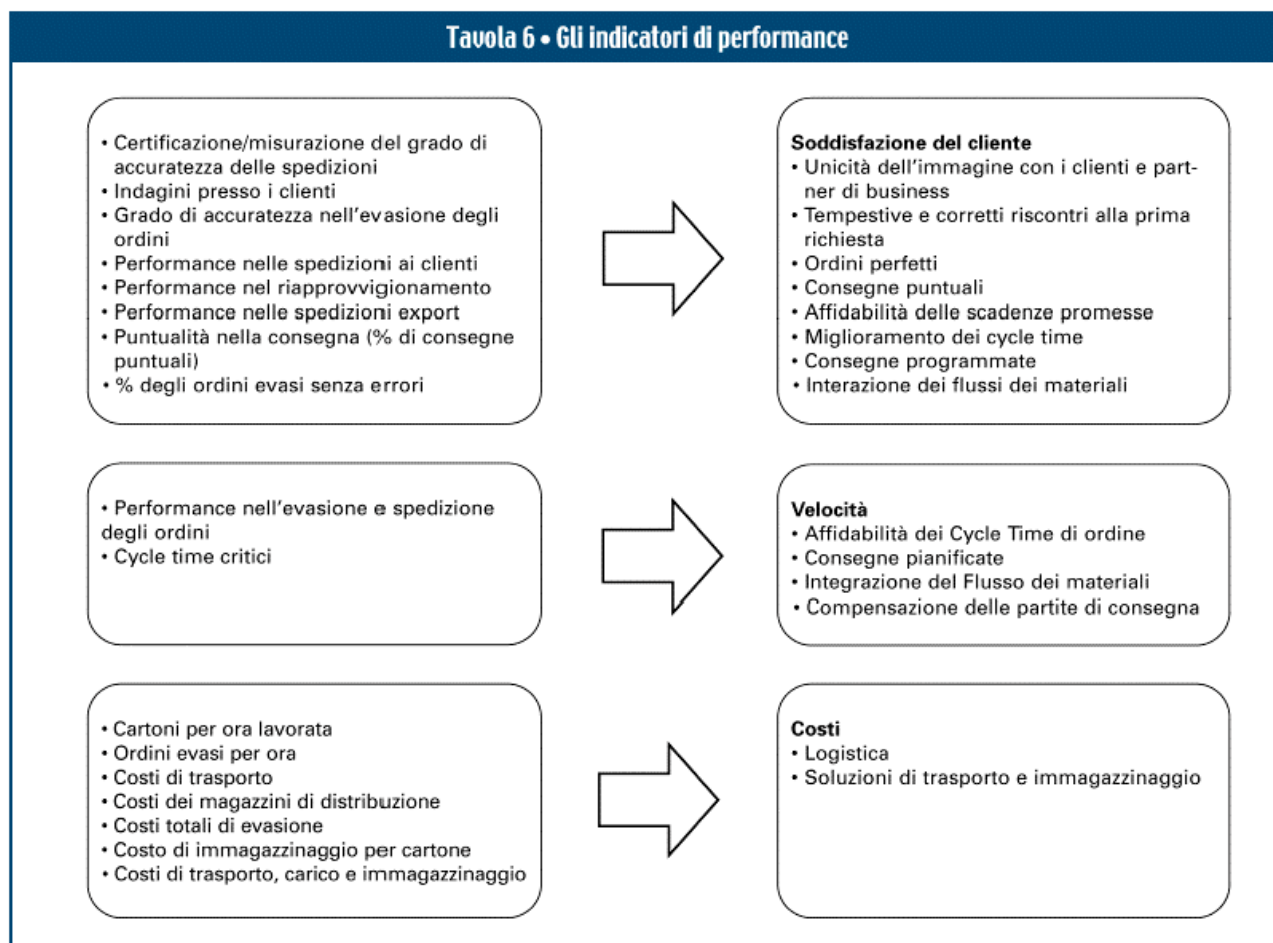 Tavola 6 • Gli indicatori di performance
• Certificazione/misurazione del grado di
accuratezza delle spedizioni
• Indagini presso i clienti
• Grado di accuratezza nell'evasione degli
ordini
• Performance nelle spedizioni ai clienti
• Performance nel riapprovvigionamento
• Performance nelle spedizioni export
• Puntualità nella consegna (% di consegne
puntuali)
• % degli ordini evasi senza errori
Soddisfazione del cliente
• Unicità dell'immagine con i clienti e part-
ner di business
• Tempestive e corretti riscontri alla prima
richiesta
• Ordini perfetti
• Consegne puntuali
• Affidabilità delle scadenze promesse
• Miglioramento dei cycle time
• Consegne programmate
• Interazione dei flussi dei materiali
• Performance nell'evasione e spedizione
degli ordini
• Cycle time critici
Velocità
• Affidabilità dei Cycle Time di ordine
• Consegne pianificate
• Integrazione del Flusso dei materiali
• Compensazione delle partite di consegna
• Cartoni per ora lavorata
• Ordini evasi per ora
• Costi di trasporto
• Costi dei magazzini di distribuzione
• Costi totali di evasione
• Costo di immagazzinaggio per cartone
• Costi di trasporto, carico e immagazzinaggio
Costi
• Logistica
• Soluzioni di trasporto e immagazzinaggio